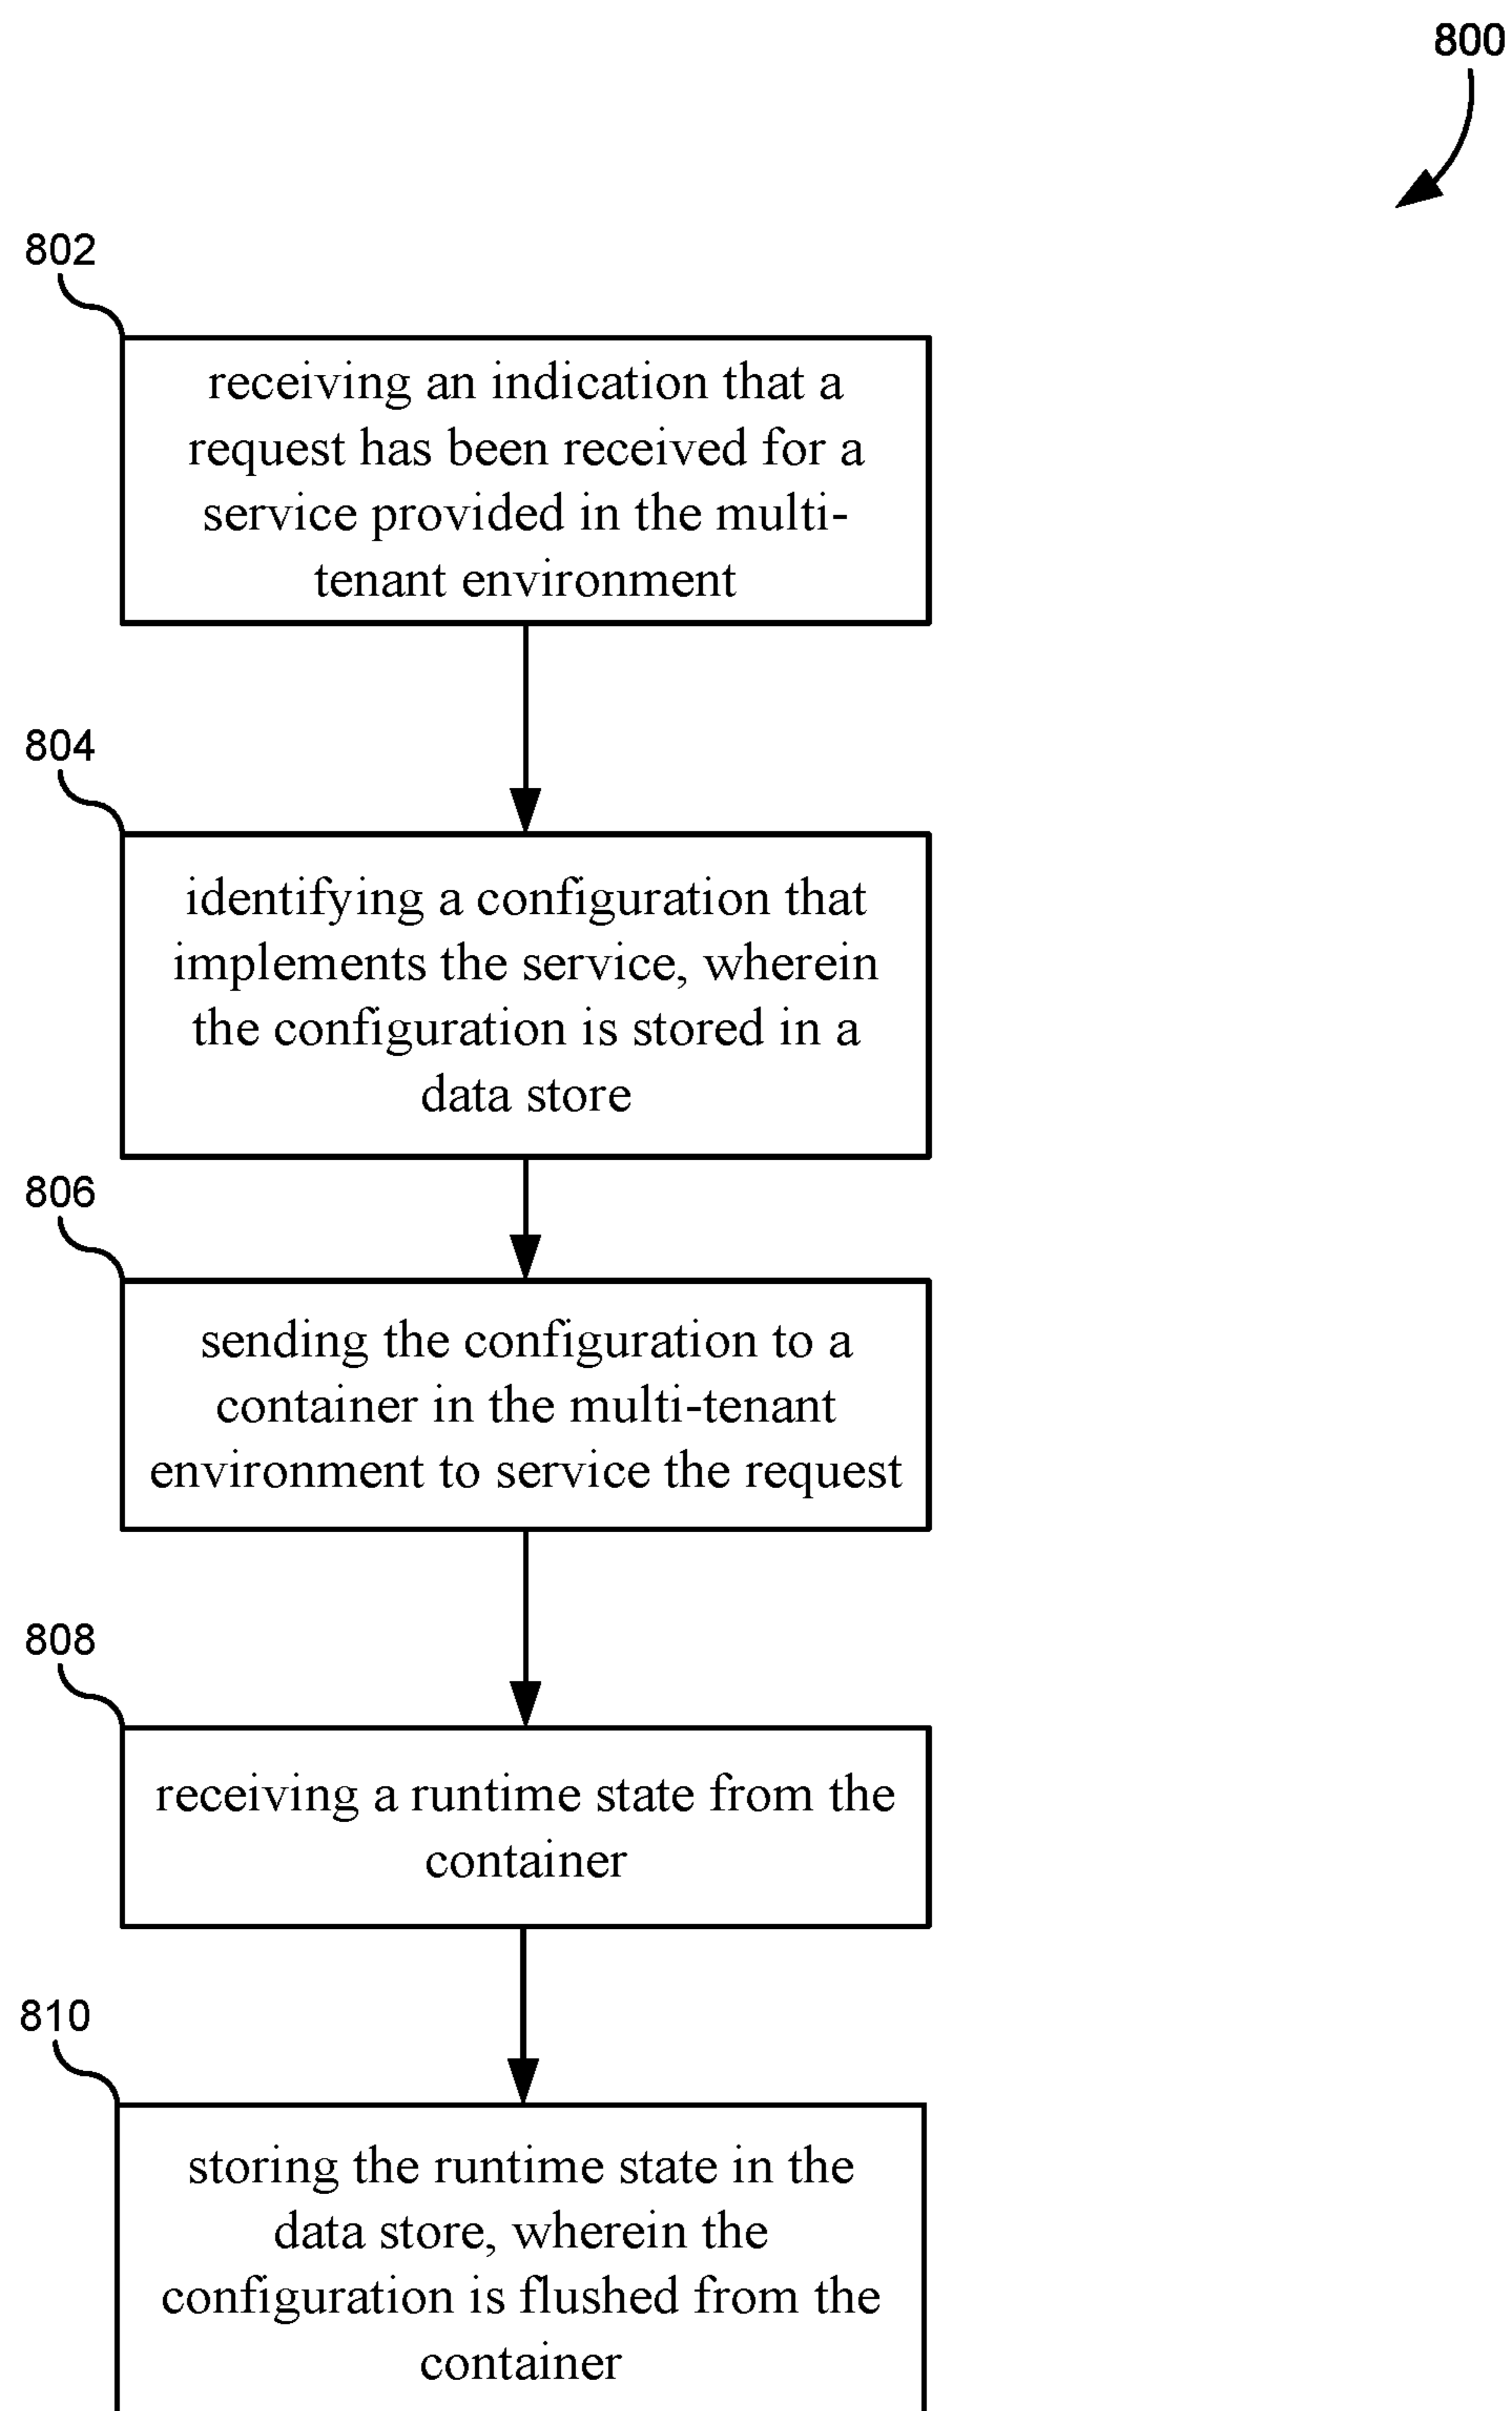 800
802
receiving an indication that a
request has been received for a
service provided in the multi-
tenant environment
804
identifying a configuration that
implements the service, wherein
the configuration is stored in a
data store
806
sending the configuration to a
container in the multi-tenant
environment to service the request
808
receiving a runtime state from the
container
810
storing the runtime state in the
data store, wherein the
configuration is flushed from the
container